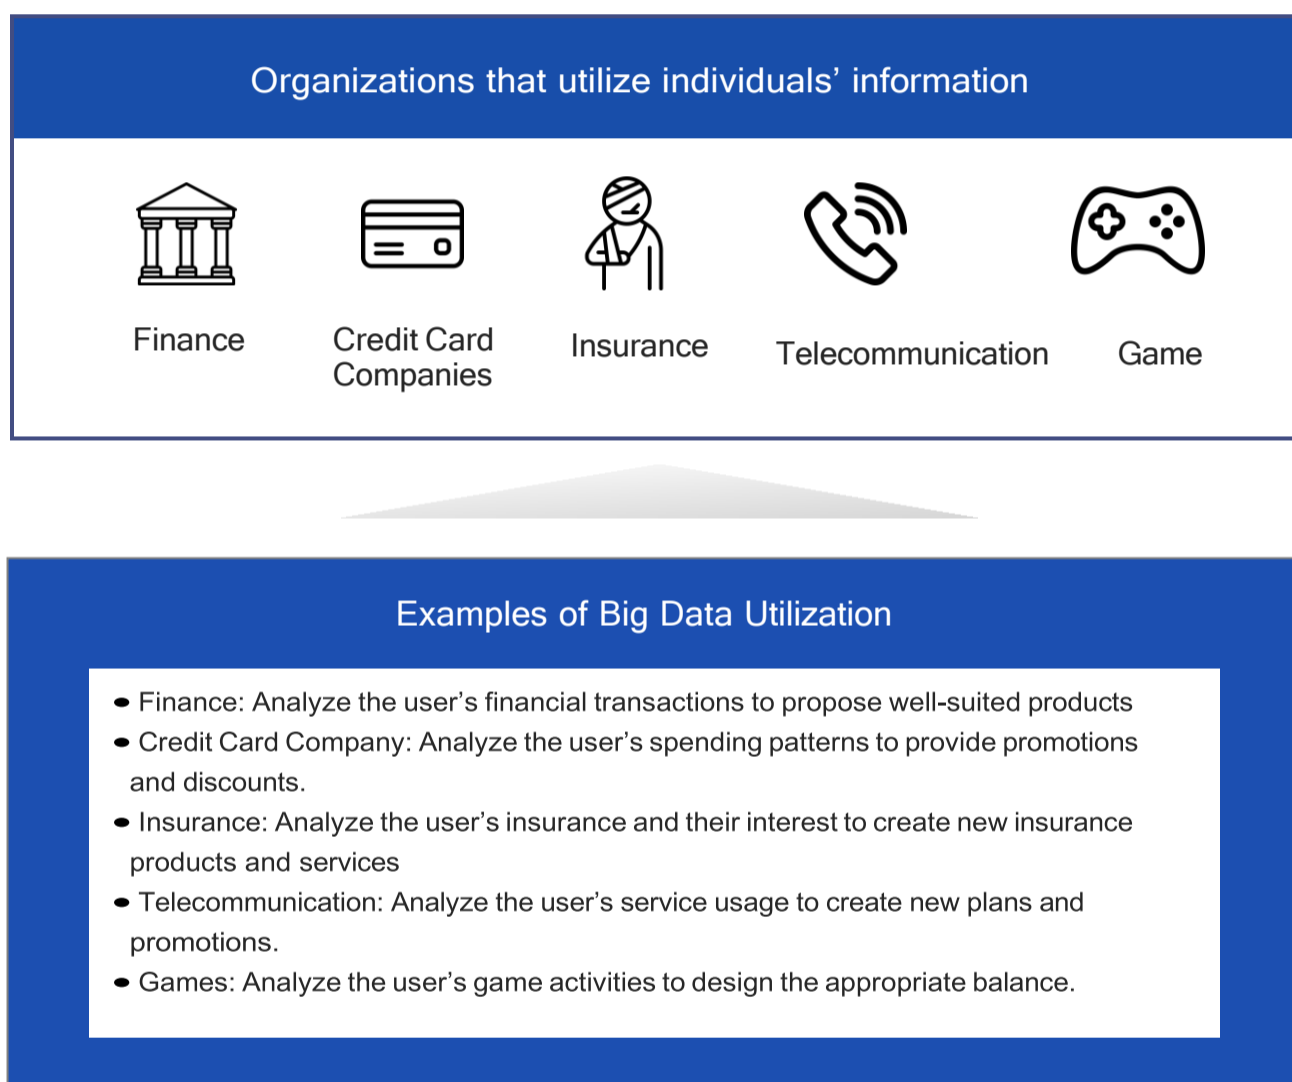 Organizations that utilize individuals’ information
Finance
Credit Card
Companies
Insurance
Telecommunication
Game
Examples of Big Data Utilization
● Finance: Analyze the user’s financial transactions to propose well-suited products
● Credit Card Company: Analyze the user’s spending patterns to provide promotions
and discounts.
● Insurance: Analyze the user’s insurance and their interest to create new insurance
products and services
● Telecommunication: Analyze the user’s service usage to create new plans and
promotions.
● Games: Analyze the user’s game activities to design the appropriate balance.